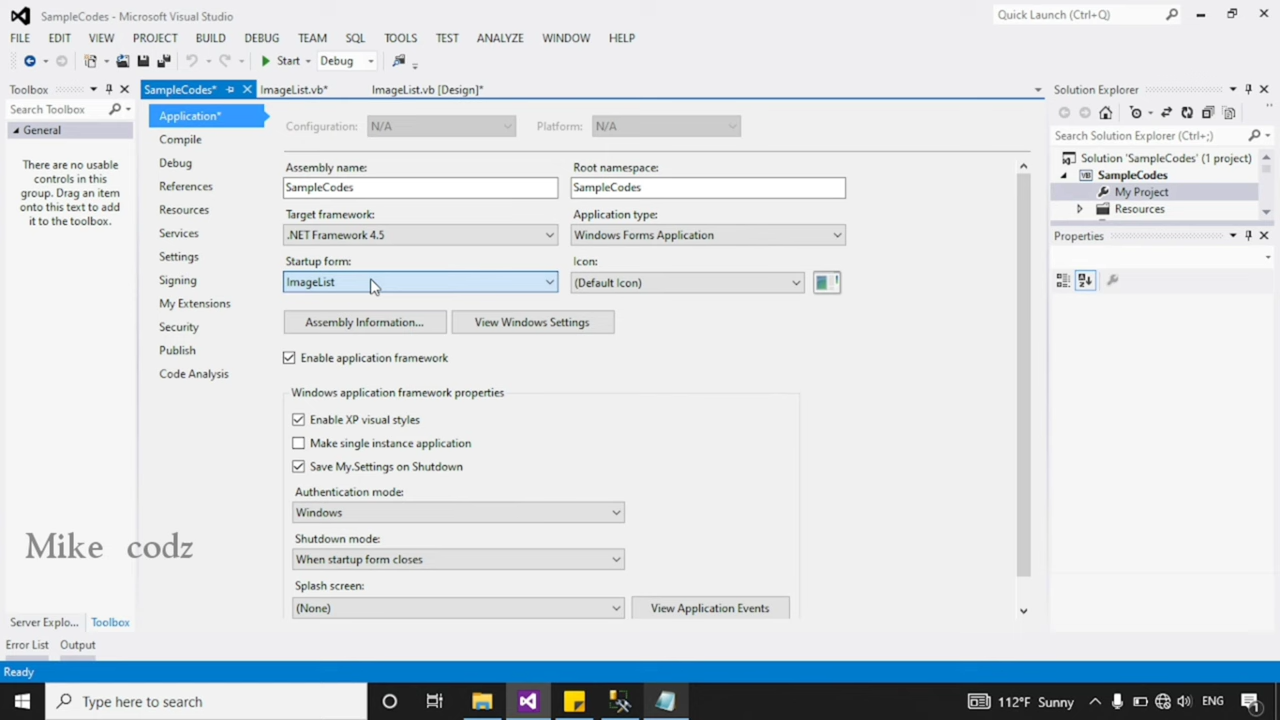 SampleCodes - Microsoft Visual Studio
Quick Launch (Ctrl+Q)
FILE EDIT VIEW PROJECT BUILD DEBUG TEAM SQL TOOLS TEST ANALYZE WINDOW HELP
Start Debug
Toolbox
SampleCodes* ImageList.vb* ImageList.vb [Design]*
Solution Explorer
Search Toolbox
General
There are no usable
controls in this
group. Drag an item
onto this text to
add it to the toolbox.
Application*
Compile
Debug
References
Resources
Services
Settings
Signing
My Extensions
Security
Publish
Code Analysis
Configuration: N/A Platform: N/A
Assembly name: Root namespace:
SampleCodes SampleCodes
Target framework: Application type:
.NET Framework 4.5 Windows Forms Application
Startup form: Icon:
ImageList (Default Icon)
Assembly Information... View Windows Settings
Enable application framework
Windows application framework properties
Enable XP visual styles
Make single instance application
Save My.Settings on Shutdown
Authentication mode:
Windows
Shutdown mode:
When startup form closes
Splash screen:
(None) View Application Events
Search Solution Explorer (Ctrl+;)
Solution 'SampleCodes' (1 project)
VB SampleCodes
My Project
Resources
Properties
Mike codz
Server Explo... Toolbox
Error List Output
Ready
Type here to search
112°F Sunny ENG
1